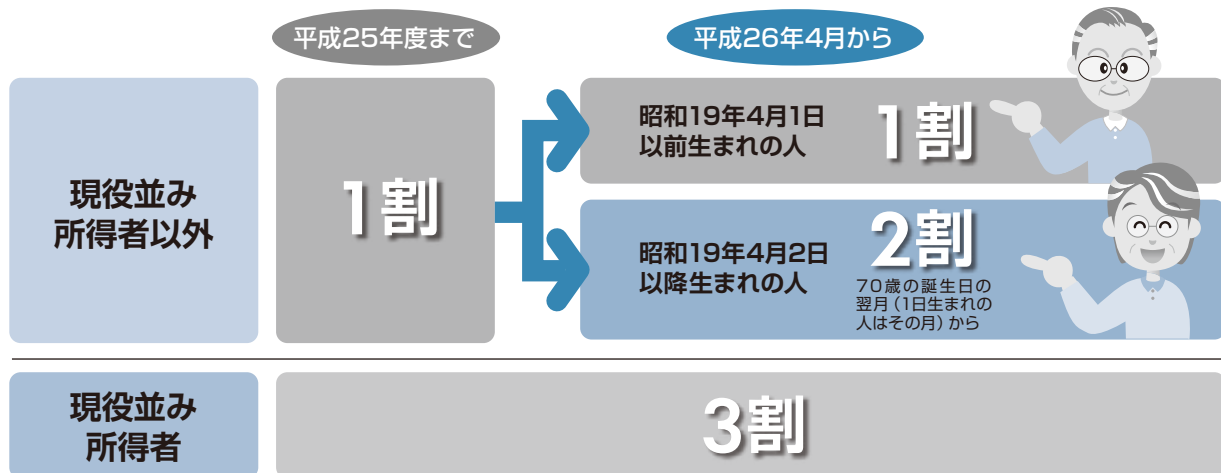 平成25年度まで
平成26年4月から
現役並み
所得者以外
1割
昭和19年4月1日
以前生まれの人
1割
昭和19年4月2日
以降生まれの人
2割
70歳の誕生日の
翌月（1日生まれの
人はその月）から
現役並み
所得者
3割